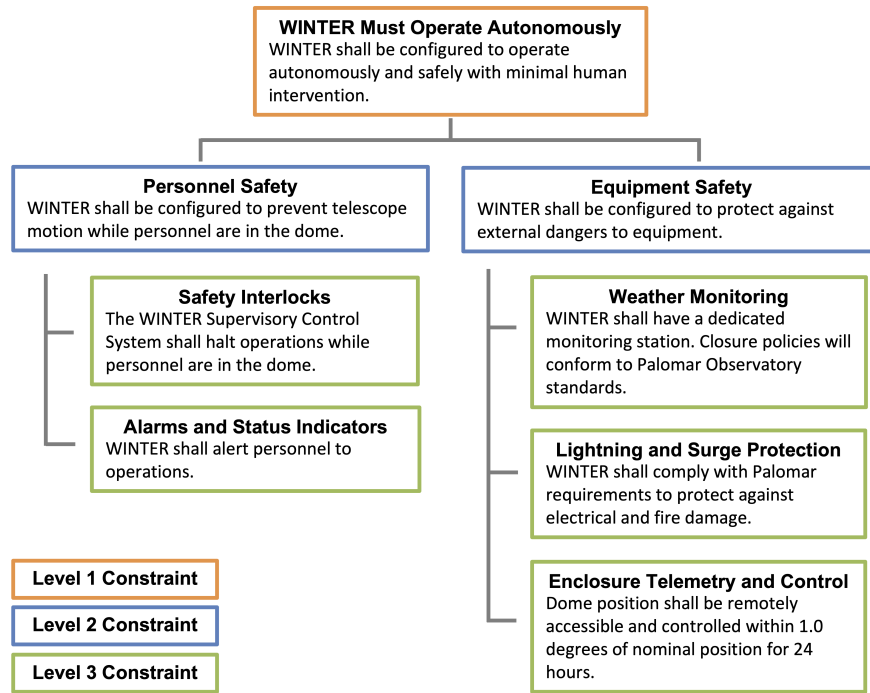 WINTER Must Operate Autonomously
WINTER shall be configured to operate
autonomously and safely with minimal human
intervention.
Personnel Safety
WINTER shall be configured to prevent telescope
motion while personnel are in the dome.
Safety Interlocks
The WINTER Supervisory Control
System shall halt operations while
personnel are in the dome.
Alarms and Status Indicators
WINTER shall alert personnel to
operations.
Equipment Safety
WINTER shall be configured to protect against
external dangers to equipment.
Weather Monitoring
WINTER shall have a dedicated
monitoring station. Closure policies will
conform to Palomar Observatory
standards.
Lightning and Surge Protection
WINTER shall comply with Palomar
requirements to protect against
electrical and fire damage.
Enclosure Telemetry and Control
Dome position shall be remotely
accessible and controlled within 1.0
degrees of nominal position for 24
hours.
Level 1 Constraint
Level 2 Constraint
Level 3 Constraint